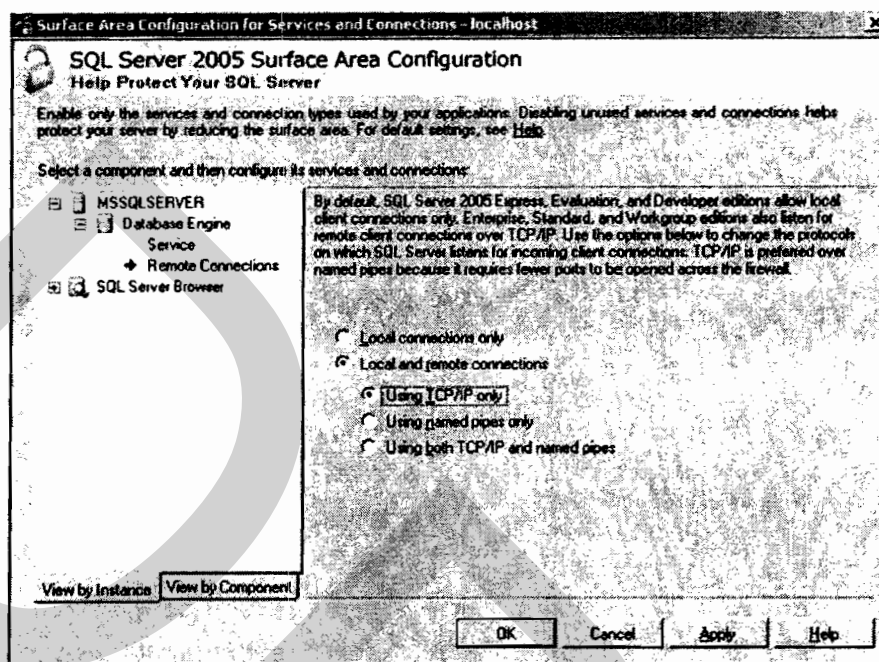 Surface Area Configuration for Services and Connections - localhost
SQL Server 2005 Surface Area Configuration
Help Protect Your SQL Server
Enable only the services and connection types used by your applications. Disabling unused services and connections helps
protect your server by reducing the surface area. For default settings, see Help.
Select a component and then configure its services and connections:
MSSQLSERVER
Database Engine
Service
Remote Connections
SQL Server Browser
View by Instance
View by Component
By default, SQL Server 2005 Express, Evaluation, and Developer editions allow local
client connections only. Enterprise, Standard, and Workgroup editions also listen for
remote client connections over TCP/IP. Use the options below to change the protocols
on which SQL Server listens for incoming client connections. TCP/IP is preferred over
named pipes because it requires fewer ports to be opened across the firewall.
Local connections only
Local and remote connections
Using TCP/IP only
Using named pipes only
Using both TCP/IP and named pipes
OK
Cancel
Apply
Help